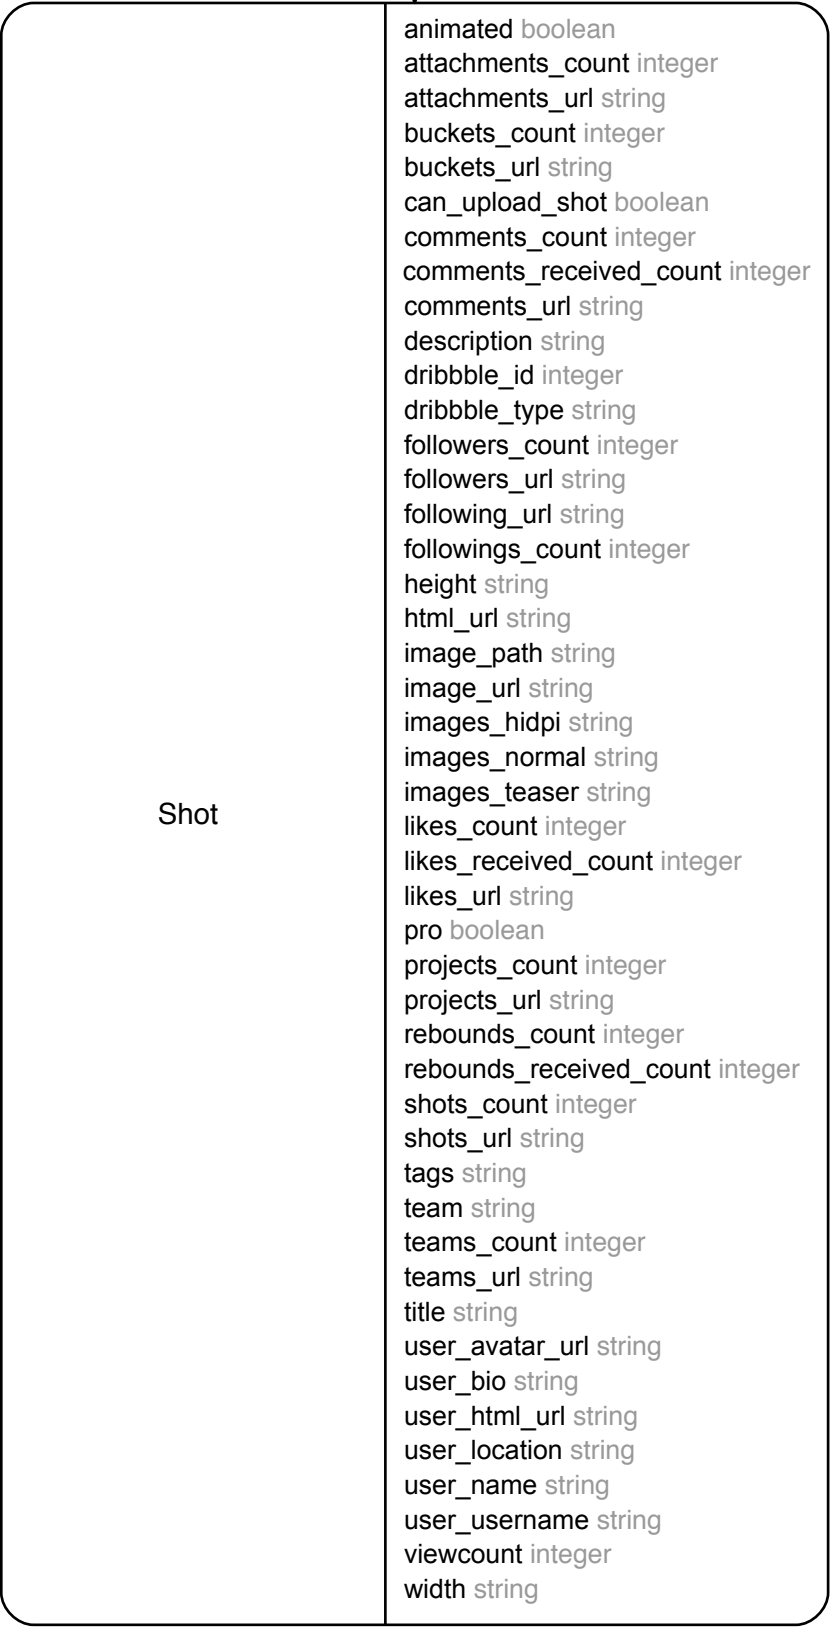 Shot
animated boolean
attachments_count integer
attachments_url string
buckets_count integer
buckets_url string
can_upload_shot boolean
comments_count integer
comments_received_count integer
comments_url string
description string
dribbble_id integer
dribbble_type string
followers_count integer
followers_url string
following_url string
followings_count integer
height string
html_url string
image_path string
image_url string
images_hidpi string
images_normal string
images_teaser string
likes_count integer
likes_received_count integer
likes_url string
pro boolean
projects_count integer
projects_url string
rebounds_count integer
rebounds_received_count integer
shots_count integer
shots_url string
tags string
team string
teams_count integer
teams_url string
title string
user_avatar_url string
user_bio string
user_html_url string
user_location string
user_name string
user_username string
viewcount integer
width string